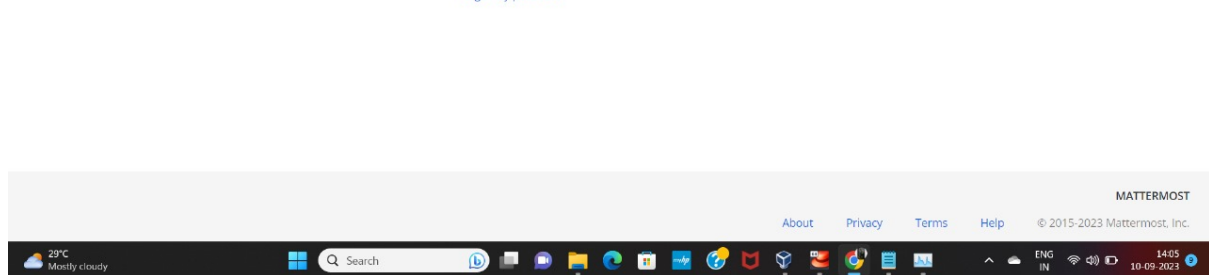 MATTERMOST
About Privacy Terms Help © 2015-2023 Mattermost, Inc.
29°C
Mostly cloudy
Search
ENG
IN
14:05
10-09-2023